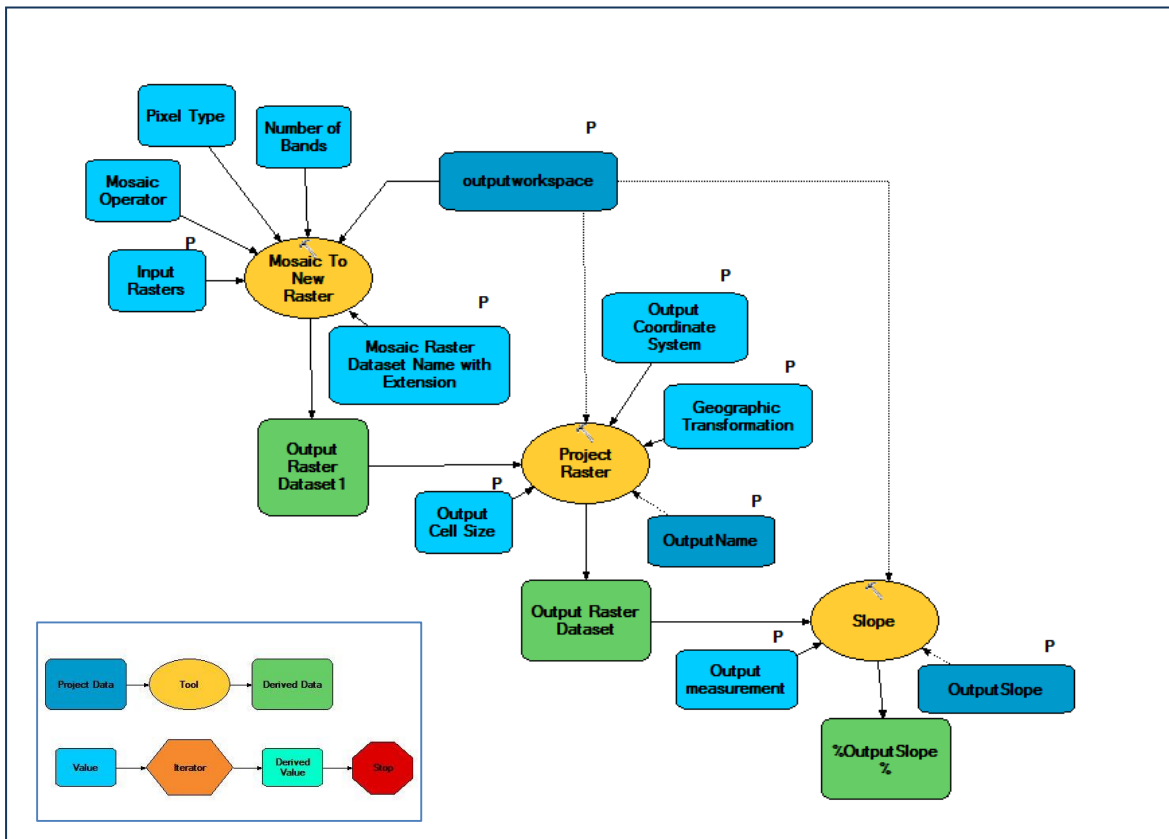 Pixel Type
Number of
Bands
P
outputworkspace
Mosaic
Operator
P
Input
Rasters
Mosaic To
New
Raster
P
Mosaic Raster
Dataset Name with
Extension
P
Output
Coordinate
System
P
Geographic
Transformation
Output
Raster
Dataset1
Project
Raster
P
Output
Cell Size
P
OutputName
Output Raster
Dataset
Slope
P
Output
measurement
P
OutputSlope
%OutputSlope
%
Project Data
Tool
Derived Data
Value
Iterator
Derived
Value
Stop